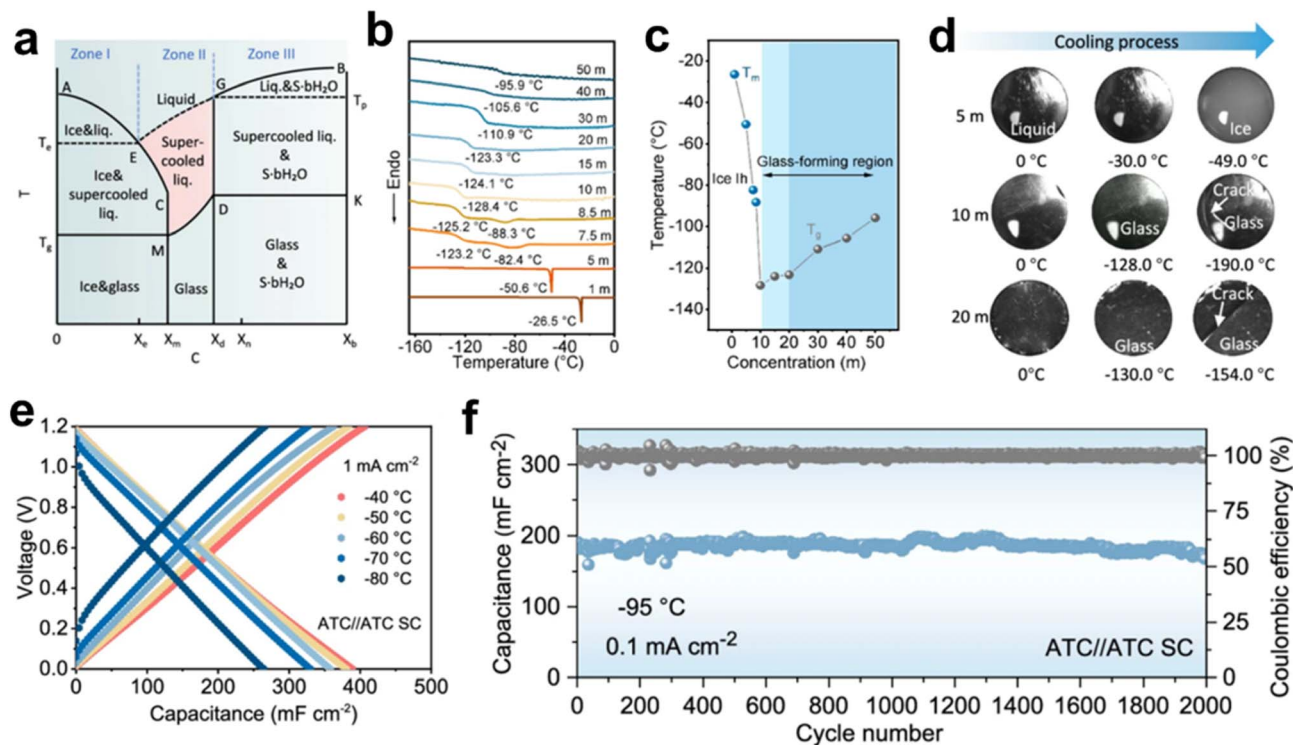 a
Zone I
Zone II
Zone III
A
G
B
Liquid
Liq.&S·bH₂O
Tₚ
Ice&liq.
Tₑ
E
Super-
cooled
liq.
Supercooled liq.
&
S·bH₂O
T
Ice&
supercooled
liq.
C
D
K
T_g
M
Ice&glass
Glass
Glass
&
S·bH₂O
0
Xₑ
Xₘ
X_d
Xₙ
X_b
C
b
Endo
50 m
-95.9 °C
40 m
-105.6 °C
30 m
-110.9 °C
20 m
-123.3 °C
15 m
-124.1 °C
10 m
-128.4 °C
8.5 m
-125.2 °C
-88.3 °C
7.5 m
-123.2 °C
-82.4 °C
5 m
-50.6 °C
1 m
-26.5 °C
-160
-120
-80
-40
0
Temperature (°C)
c
Temperature (°C)
-20
-40
-60
-80
-100
-120
-140
Tₘ
Ice Ih
Glass-forming region
T_g
0
10
20
30
40
50
Concentration (m)
d
Cooling process
5 m
Liquid
Ice
0 °C
-30.0 °C
-49.0 °C
10 m
Glass
Crack
Glass
0 °C
-128.0 °C
-190.0 °C
20 m
Glass
Crack
Glass
0°C
-130.0 °C
-154.0 °C
e
Voltage (V)
1.2
1.0
0.8
0.6
0.4
0.2
0.0
1 mA cm⁻²
-40 °C
-50 °C
-60 °C
-70 °C
-80 °C
ATC//ATC SC
0
100
200
300
400
500
Capacitance (mF cm⁻²)
f
Capacitance (mF cm⁻²)
300
200
100
0
-95 °C
0.1 mA cm⁻²
ATC//ATC SC
100
75
50
25
0
Coulombic efficiency (%)
0
200
400
600
800
1000
1200
1400
1600
1800
2000
Cycle number